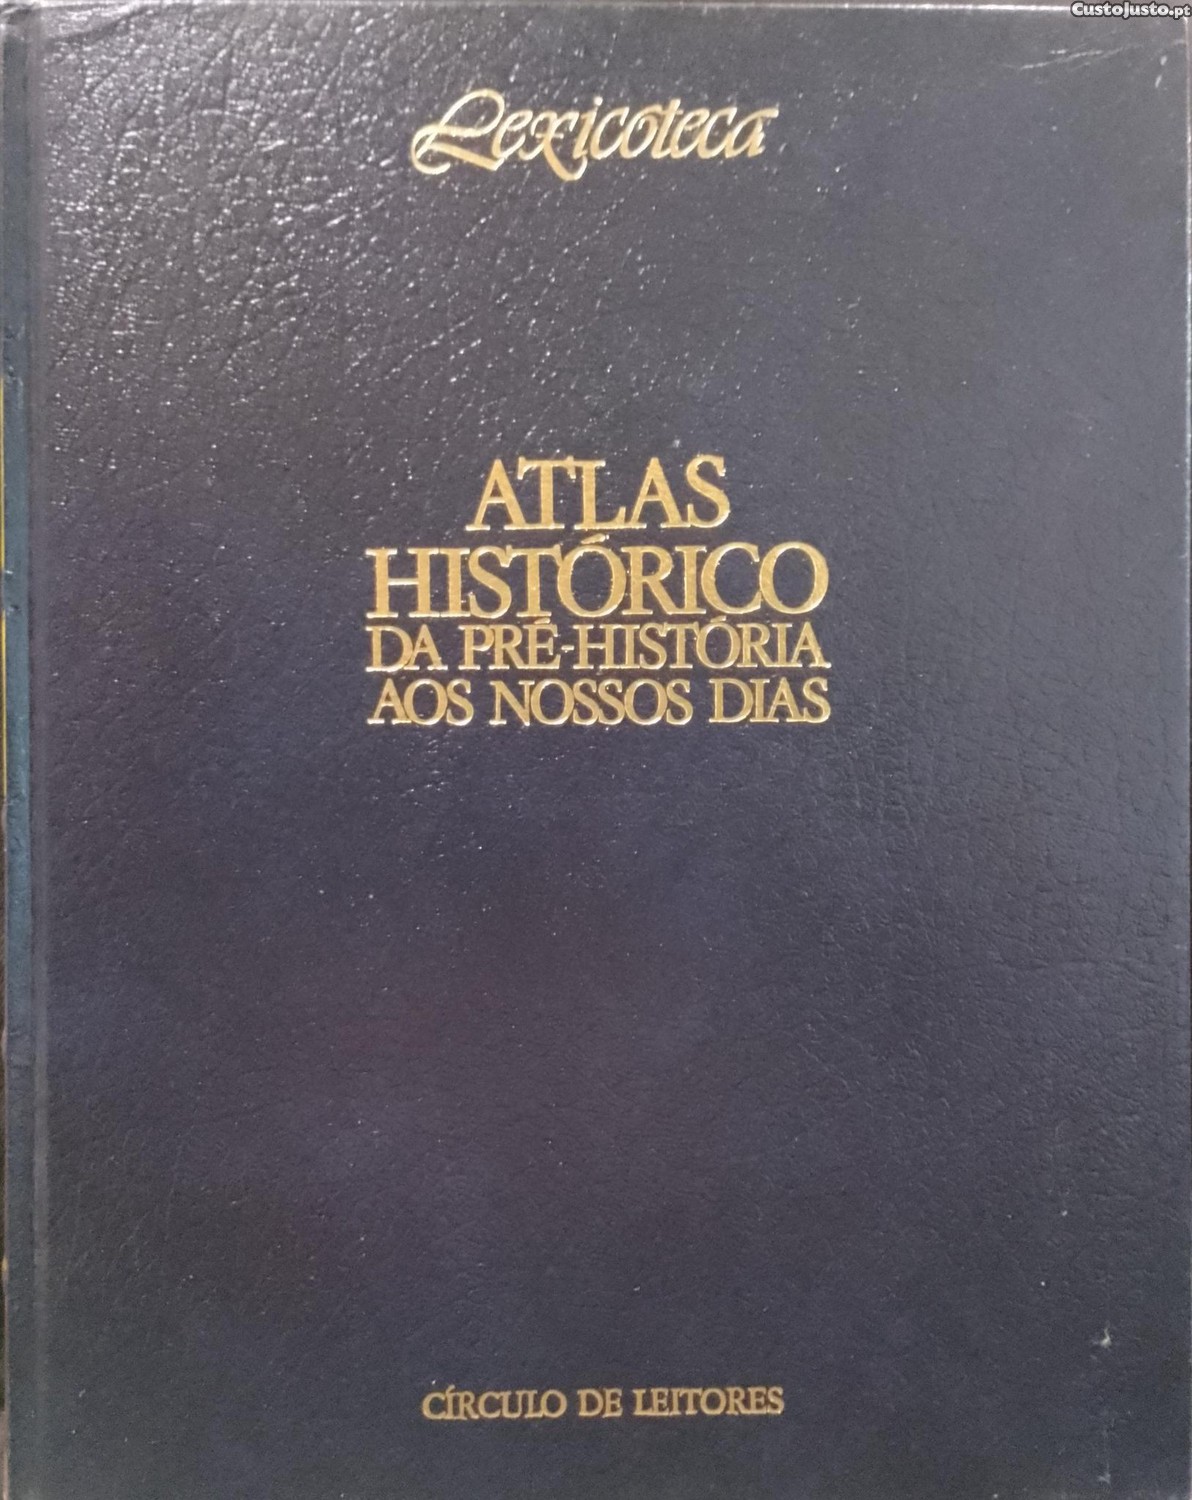 CustoJusto.pt
Lexicoteca
ATLAS
HISTÓRICO
DA PRÉ-HISTÓRIA
AOS NOSSOS DIAS
CÍRCULO DE LEITORES